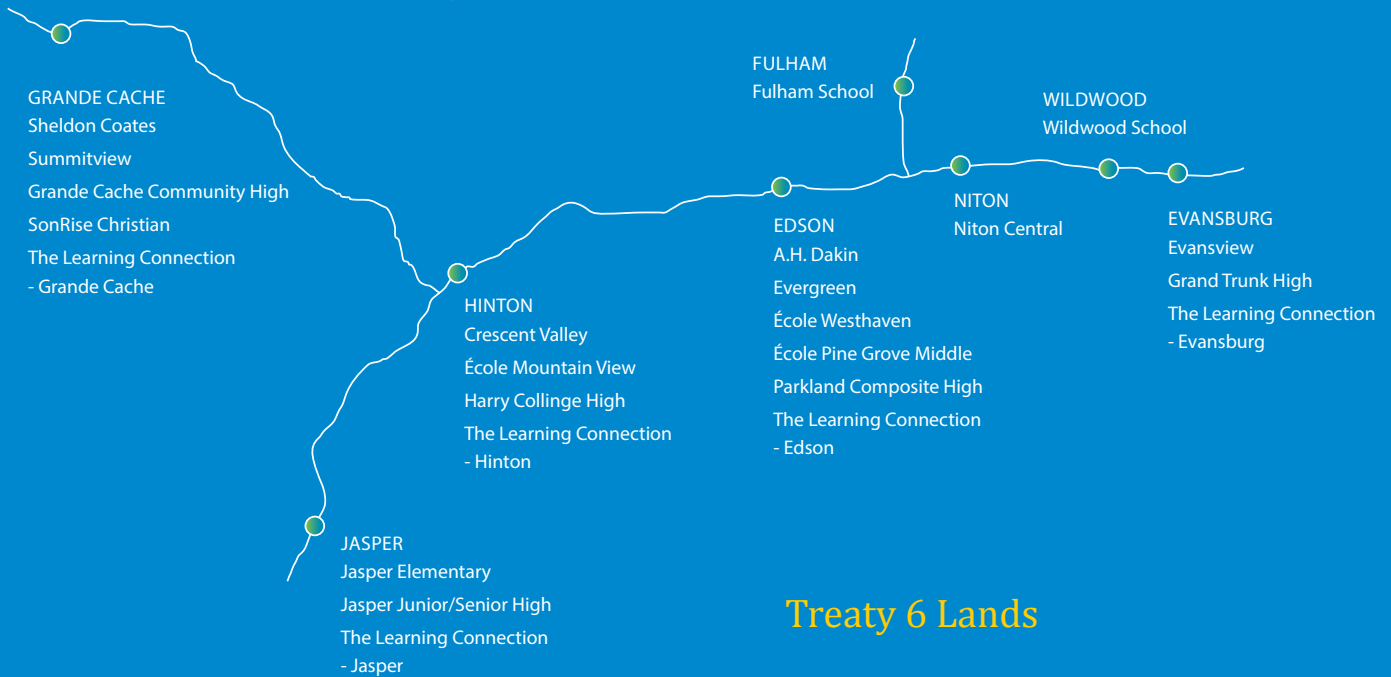 GRANDE CACHE
Sheldon Coates
Summitview
Grande Cache Community High
SonRise Christian
The Learning Connection
- Grande Cache
HINTON
Crescent Valley
École Mountain View
Harry Collinge High
The Learning Connection
- Hinton
JASPER
Jasper Elementary
Jasper Junior/Senior High
The Learning Connection
- Jasper
FULHAM
Fulham School
EDSON
A.H. Dakin
Evergreen
École Westhaven
École Pine Grove Middle
Parkland Composite High
The Learning Connection
- Edson
NITON
Niton Central
WILDWOOD
Wildwood School
EVANSBURG
Evansview
Grand Trunk High
The Learning Connection
- Evansburg
Treaty 6 Lands